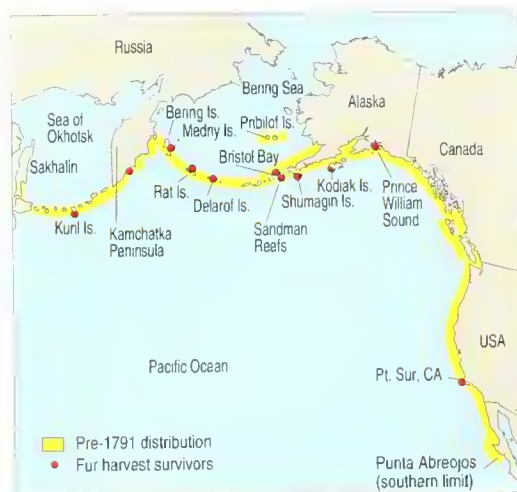 Russia
Bering Sea
Alaska
Canada
Sea of
Okhotsk
Bering Is.
Medny Is.
Pribilof Is.
Sakhalin
Bristol Bay
Rat Is.
Delarof Is.
Sandman
Reefs
Shumagin Is.
Kodiak Is.
Prince
William
Sound
Kuril Is.
Kamchatka
Peninsula
USA
Pacific Ocean
Pt. Sur, CA
Pre-1791 distribution
Fur harvest survivors
Punta Abreojos
(southern limit)